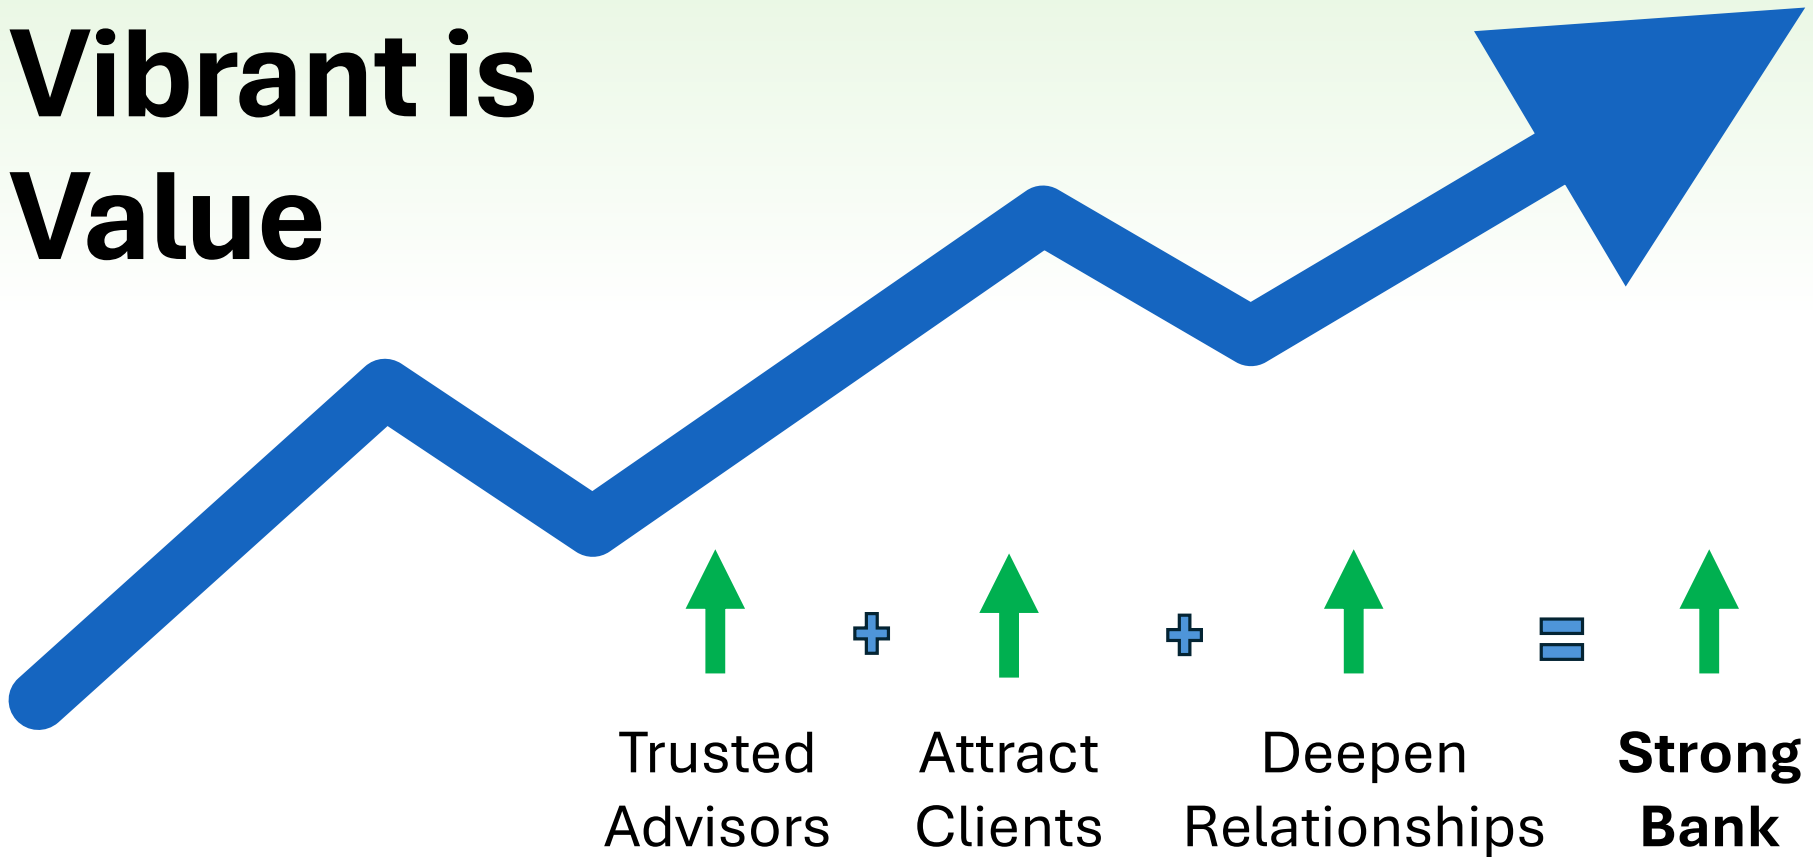 Vibrant is
Value
+ + =
Trusted Attract Deepen Strong
Advisors Clients Relationships Bank